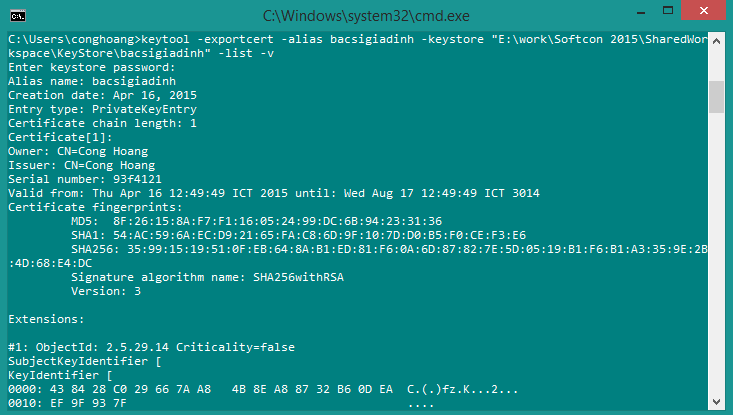 C:\Windows\system32\cmd.exe
C:\Users\conghoang>keytool -exportcert -alias bacsigiadinh -keystore "E:\work\Softcon 2015\SharedWor
kspace\KeyStore\bacsigiadinh" -list -v
Enter keystore password:
Alias name: bacsigiadinh
Creation date: Apr 16, 2015
Entry type: PrivateKeyEntry
Certificate chain length: 1
Certificate[1]:
Owner: CN=Cong Hoang
Issuer: CN=Cong Hoang
Serial number: 93f4121
Valid from: Thu Apr 16 12:49:49 ICT 2015 until: Wed Aug 17 12:49:49 ICT 3014
Certificate fingerprints:
MD5:  8F:26:15:8A:F7:F1:16:05:24:99:DC:6B:94:23:31:36
SHA1: 54:AC:59:6A:EC:D9:21:65:FA:C8:6D:9F:10:7D:D0:B5:F0:CE:F3:E6
SHA256: 35:99:15:19:51:0F:EB:64:8A:B1:ED:81:F6:0A:6D:87:82:7E:5D:05:19:B1:F6:B1:A3:35:9E:2B
:4D:68:E4:DC
Signature algorithm name: SHA256withRSA
Version: 3
Extensions:
#1: ObjectId: 2.5.29.14 Criticality=false
SubjectKeyIdentifier [
KeyIdentifier [
0000: 43 84 28 C0 29 66 7A A8   4B 8E A8 87 32 B6 0D EA  C.(.)fz.K...2...
0010: EF 9F 93 7F                                        ....